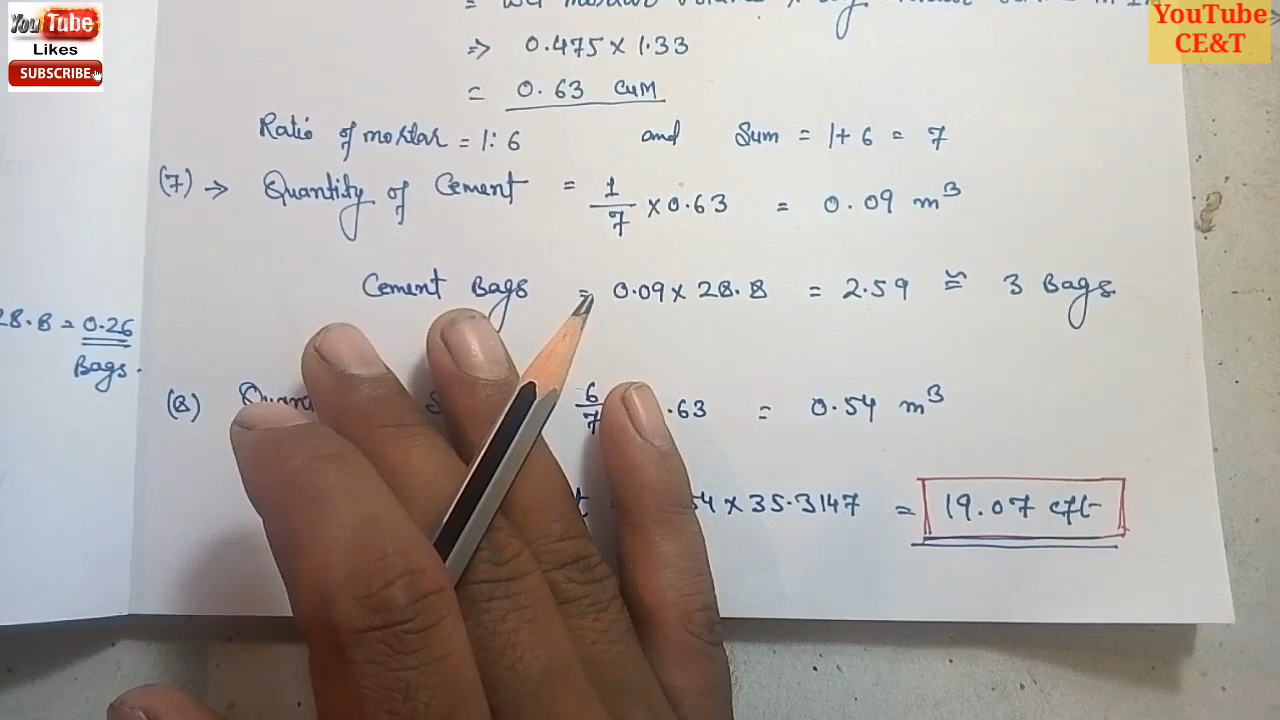 YouTube
Likes
SUBSCRIBE
YouTube
CE&T
=> 0.475 × 1.33
= 0.63 CuM
Ratio of mortar = 1:6 and Sum = 1+6 = 7
(7) → Quantity of Cement = 1/7 × 0.63 = 0.09 m³
Cement Bags = 0.09 × 28.8 = 2.59 ≅ 3 Bags
28.8 = 0.26
Bags.
(8) 6/7 .63 = 0.54 m³
54 × 35.3147 = 19.07 cft